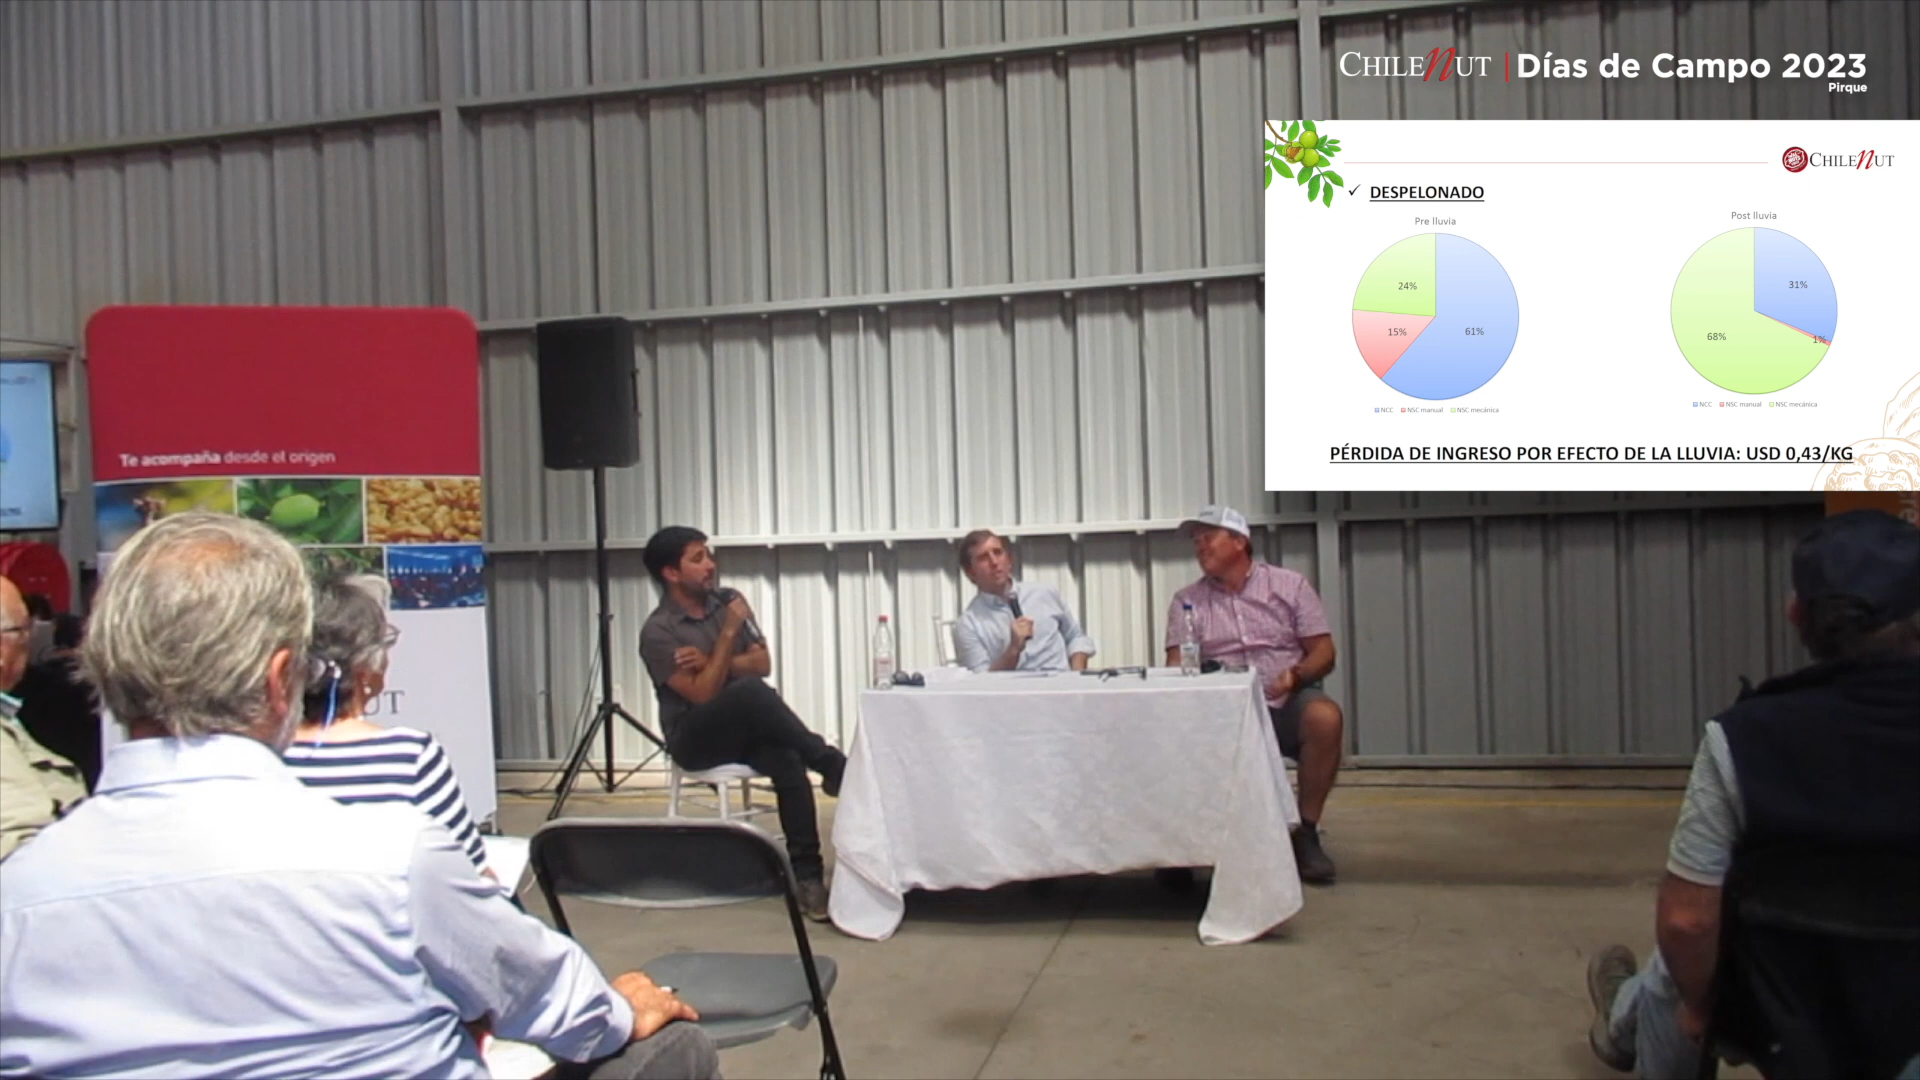 CHILENUT | Días de Campo 2023
Pirque
CHILENUT
✓ DESPELONADO
Pre lluvia
Post lluvia
24%
15%
61%
31%
68%
1%
NCC NSC manual NSC mecánica
NCC NSC manual NSC mecánica
PÉRDIDA DE INGRESO POR EFECTO DE LA LLUVIA: USD 0,43/KG
Te acompaña desde el origen
UT